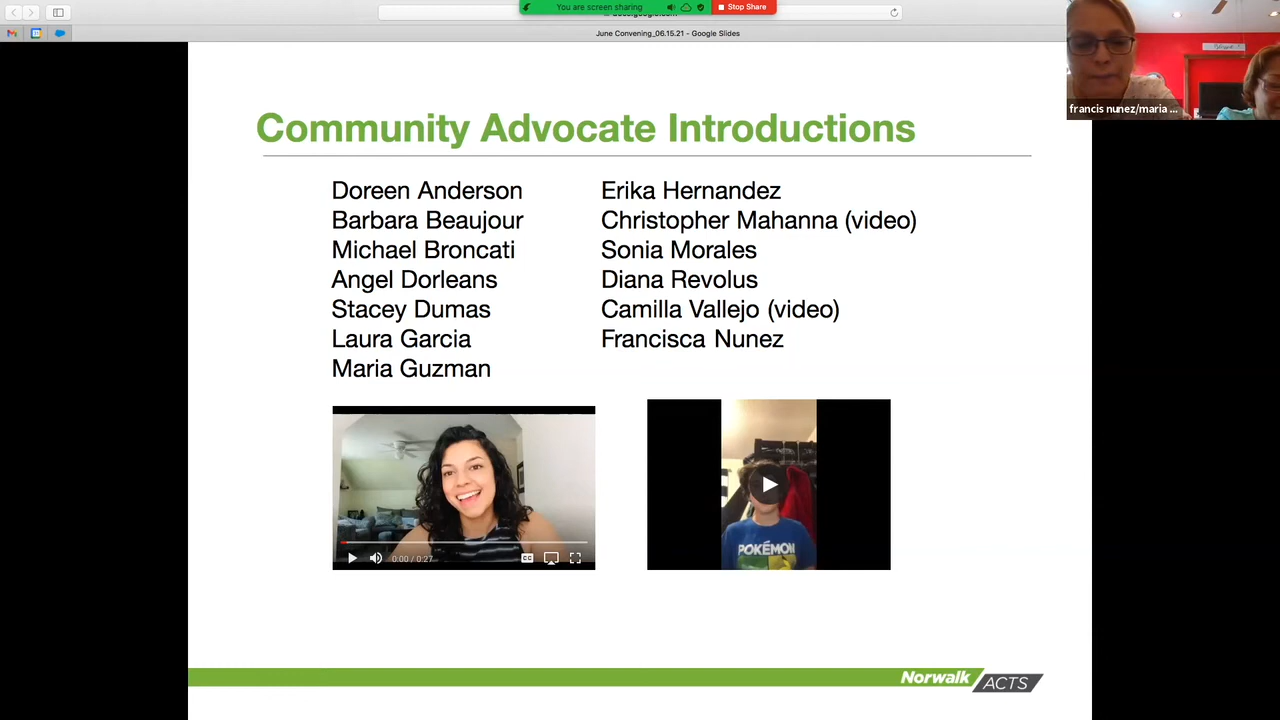 You are screen sharing
Stop Share
June Convening_06.15.21 - Google Slides
francis nunez/maria ...
Community Advocate Introductions
Doreen Anderson
Barbara Beaujour
Michael Broncati
Angel Dorleans
Stacey Dumas
Laura Garcia
Maria Guzman
Erika Hernandez
Christopher Mahanna (video)
Sonia Morales
Diana Revolus
Camilla Vallejo (video)
Francisca Nunez
0:00 / 0:27
CC
POKÉMON
Norwalk ACTS